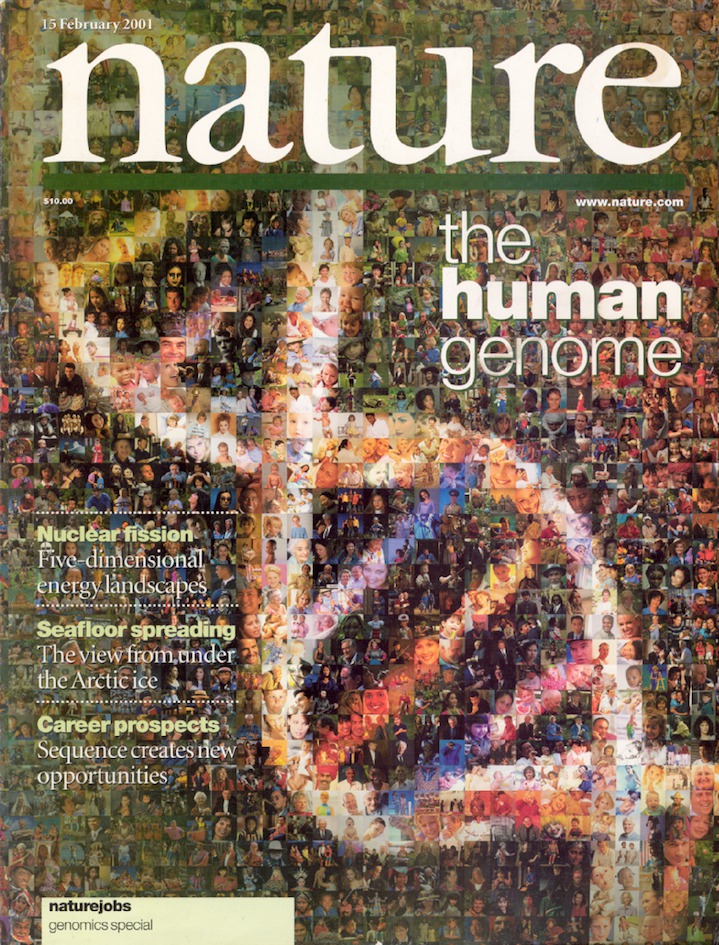 15 February 2001
nature
$10.00
www.nature.com
the
human
genome
Nuclear fission
Five-dimensional
energy landscapes
Seafloor spreading
The view from under
the Arctic ice
Career prospects
Sequence creates new
opportunities
naturejobs
genomics special